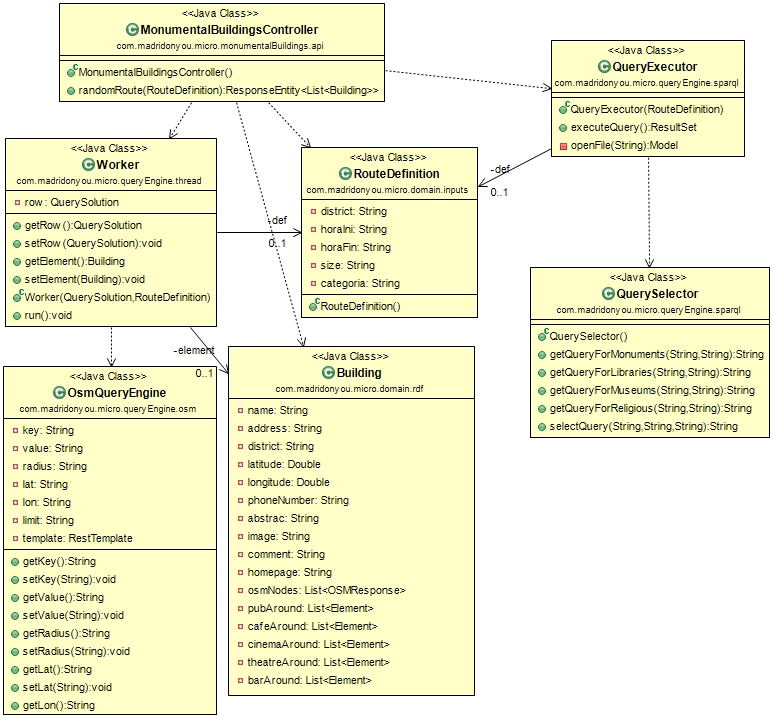 <<Java Class>>
MonumentalBuildingsController
com.madridonyou.micro.monumentalBuildings.api
MonumentalBuildingsController()
randomRoute(RouteDefinition):ResponseEntity<List<Building>>
<<Java Class>>
QueryExecutor
com.madridonyou.micro.queryEngine.sparql
QueryExecutor(RouteDefinition)
executeQuery():ResultSet
openFile(String):Model
<<Java Class>>
Worker
com.madridonyou.micro.queryEngine.thread
row: QuerySolution
getRow():QuerySolution
setRow(QuerySolution):void
getElement():Building
setElement(Building):void
Worker(QuerySolution,RouteDefinition)
run():void
-def
0..1
<<Java Class>>
RouteDefinition
com.madridonyou.micro.domain.inputs
district: String
horaIni: String
horaFin: String
size: String
categoria: String
RouteDefinition()
-def
0..1
<<Java Class>>
QuerySelector
com.madridonyou.micro.queryEngine.sparql
QuerySelector()
getQueryForMonuments(String,String):String
getQueryForLibraries(String,String):String
getQueryForMuseums(String,String):String
getQueryForReligious(String,String):String
selectQuery(String,String,String):String
-element
0..1
<<Java Class>>
OsmQueryEngine
com.madridonyou.micro.queryEngine.osm
key: String
value: String
radius: String
lat: String
lon: String
limit: String
template: RestTemplate
getKey():String
setKey(String):void
getValue():String
setValue(String):void
getRadius():String
setRadius(String):void
getLat():String
setLat(String):void
getLon():String
<<Java Class>>
Building
com.madridonyou.micro.domain.rdf
name: String
address: String
district: String
latitude: Double
longitude: Double
phoneNumber: String
abstrac: String
image: String
comment: String
homepage: String
osmNodes: List<OSMResponse>
pubAround: List<Element>
cafeAround: List<Element>
cinemaAround: List<Element>
theatreAround: List<Element>
barAround: List<Element>